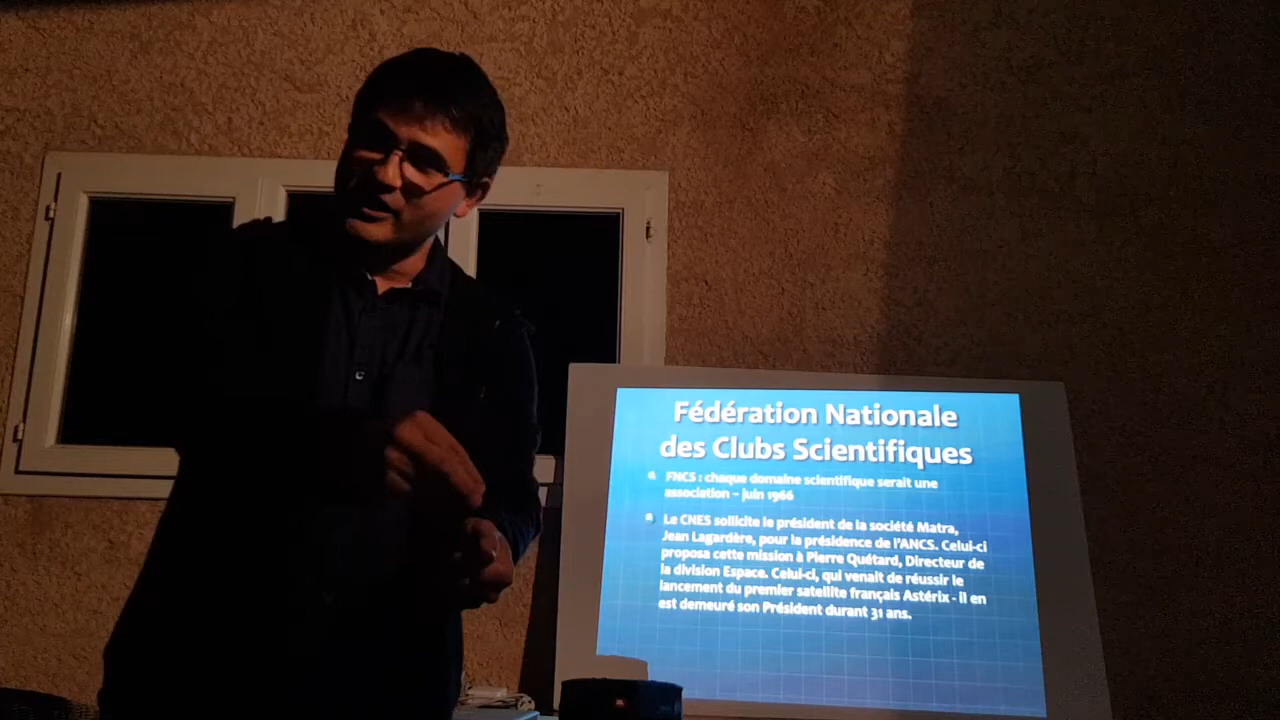 Fédération Nationale
des Clubs Scientifiques
FNCS : chaque domaine scientifique serait une
association – juin 1966
Le CNES sollicite le président de la société Matra,
Jean Lagardère, pour la présidence de l'ANCS. Celui-ci
proposa cette mission à Pierre Quétard, Directeur de
la division Espace. Celui-ci, qui venait de réussir le
lancement du premier satellite français Astérix - il en
est demeuré son Président durant 31 ans.